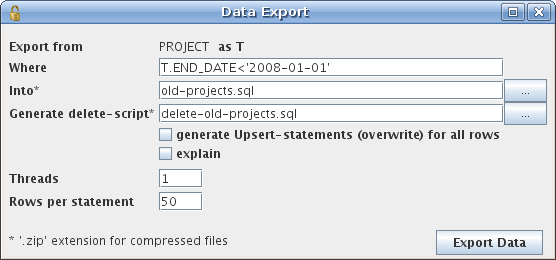 Data Export
Export from PROJECT as T
Where T.END_DATE<'2008-01-01'
Into* old-projects.sql ...
Generate delete-script* delete-old-projects.sql ...
generate Upsert-statements (overwrite) for all rows
explain
Threads 1
Rows per statement 50
* '.zip' extension for compressed files Export Data